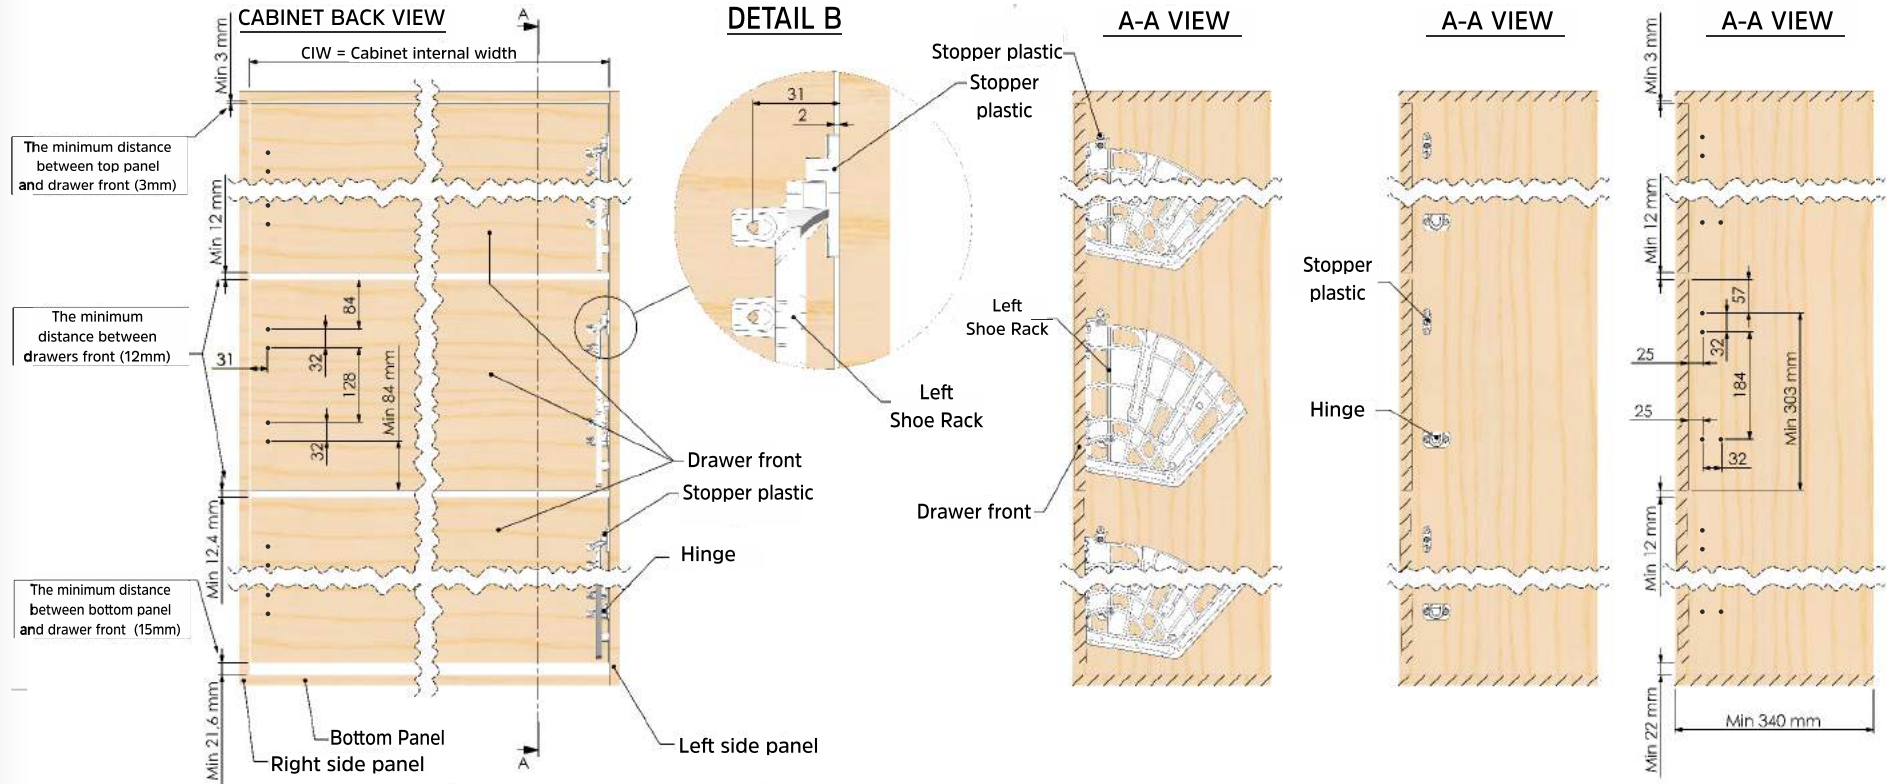 CABINET BACK VIEW
A
DETAIL B
A-A VIEW
A-A VIEW
A-A VIEW
CIW = Cabinet internal width
Min 3 mm
Min 3 mm
Stopper plastic
Stopper
plastic
31
2
The minimum distance
between top panel
and drawer front (3mm)
Min 12 mm
Min 12 mm
Stopper
plastic
The minimum
distance between
drawers front (12mm)
84
32
128
Min 84 mm
32
31
Left
Shoe Rack
57
32
184
Min 303 mm
25
25
32
Left
Shoe Rack
Hinge
Drawer front
Stopper plastic
Drawer front
Min 12,4 mm
Min 12 mm
Hinge
The minimum distance
between bottom panel
and drawer front (15mm)
Min 21,6 mm
Min 22 mm
Min 340 mm
Bottom Panel
Left side panel
Right side panel
A